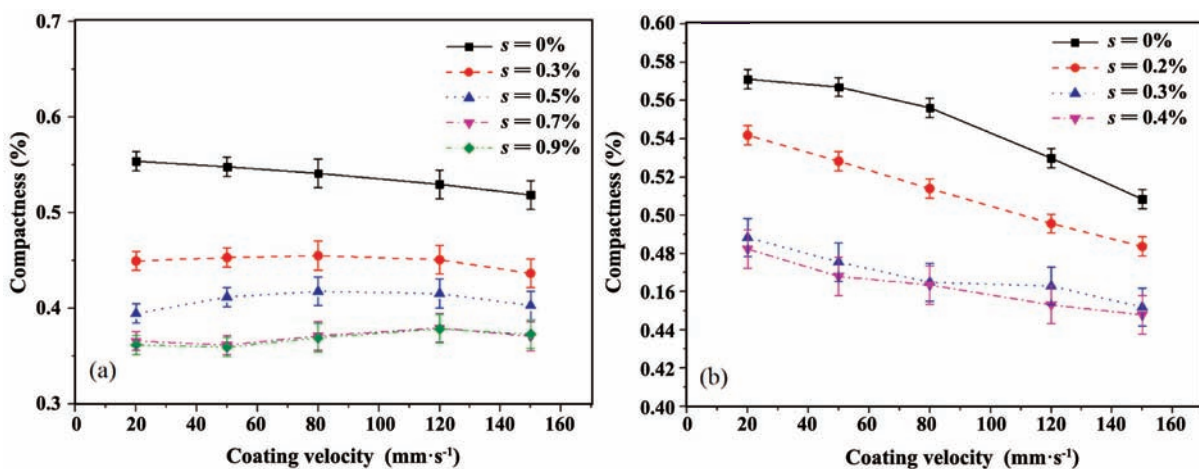 0.7
0.6
0.5
0.4
0.3
0 20 40 60 80 100 120 140 160
Compactness (%)
Coating velocity (mm·s⁻¹)
s = 0%
s = 0.3%
s = 0.5%
s = 0.7%
s = 0.9%
(a)
0.60
0.56
0.54
0.52
0.50
0.48
0.16
0.44
0.42
0.40
0 20 40 60 80 100 120 140 160
Compactness (%)
Coating velocity (mm·s⁻¹)
s = 0%
s = 0.2%
s = 0.3%
s = 0.4%
(b)